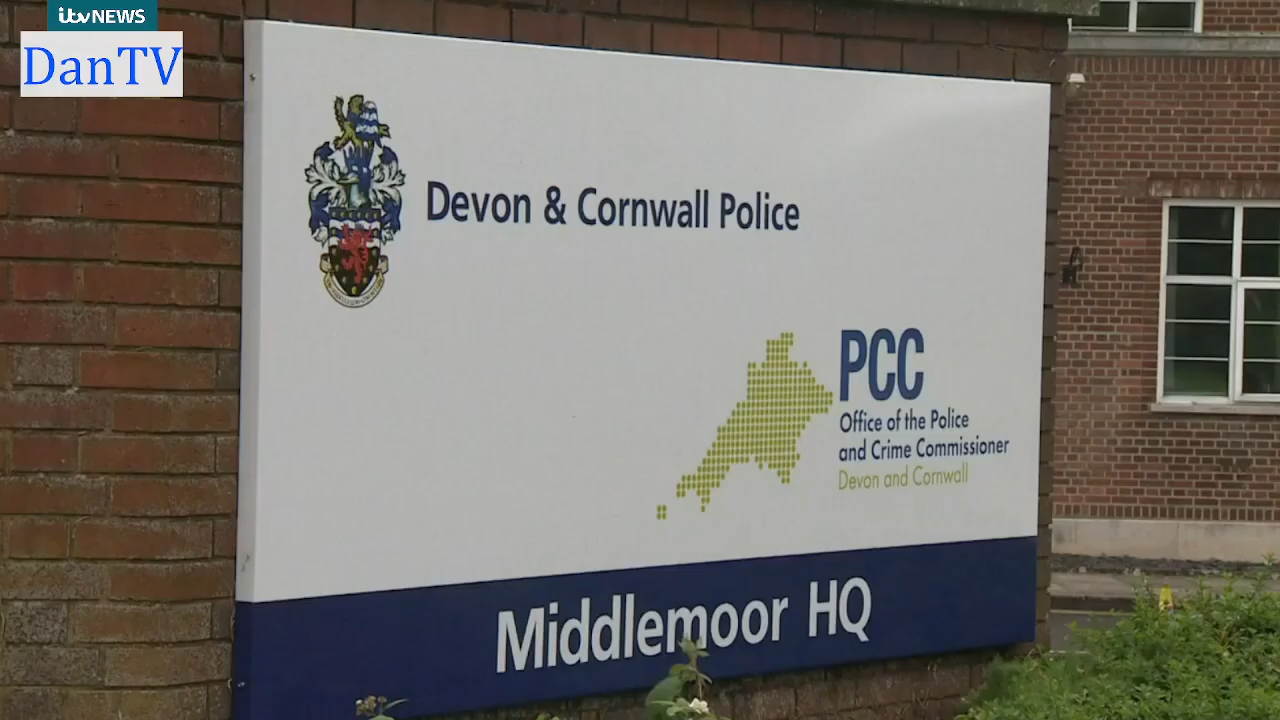 itv NEWS
DanTV
Devon & Cornwall Police
PCC
Office of the Police
and Crime Commissioner
Devon and Cornwall
Middlemoor HQ